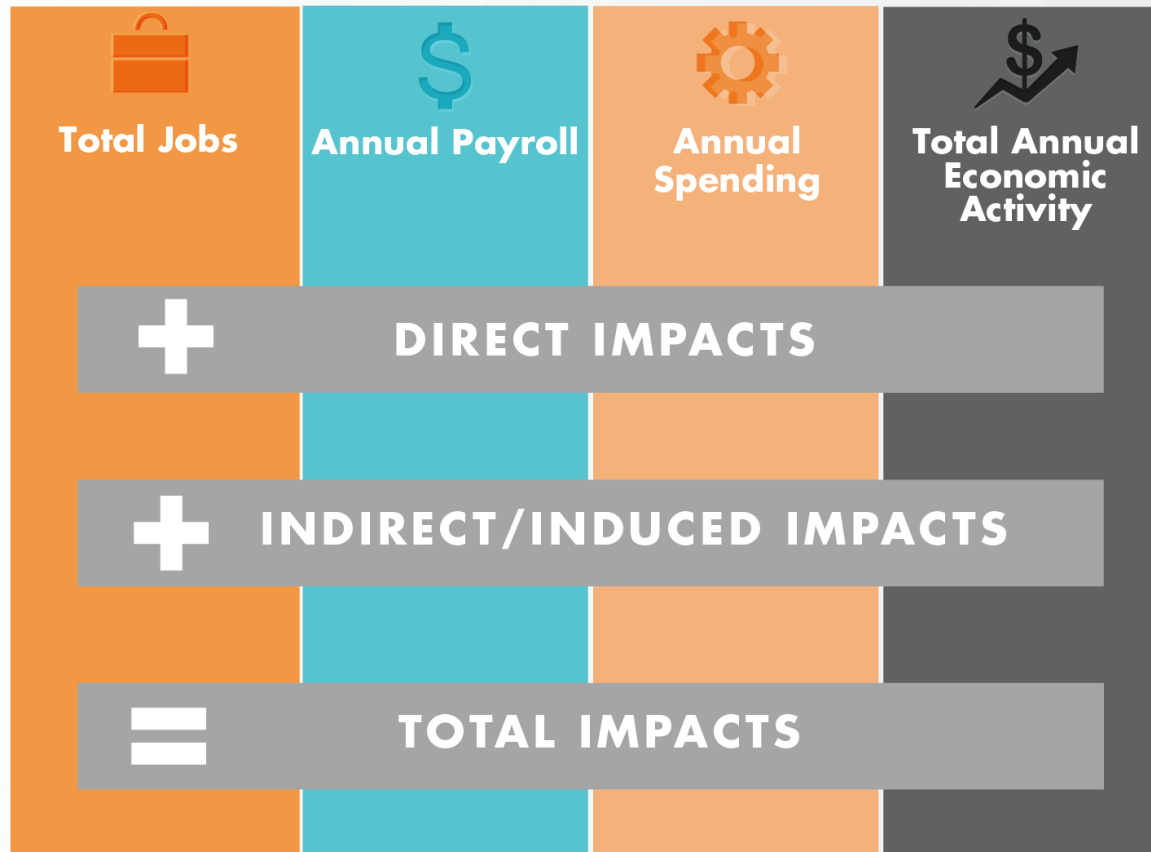 Total Jobs
Annual Payroll
Annual
Spending
Total Annual
Economic
Activity
+ DIRECT IMPACTS
+ INDIRECT/INDUCED IMPACTS
= TOTAL IMPACTS